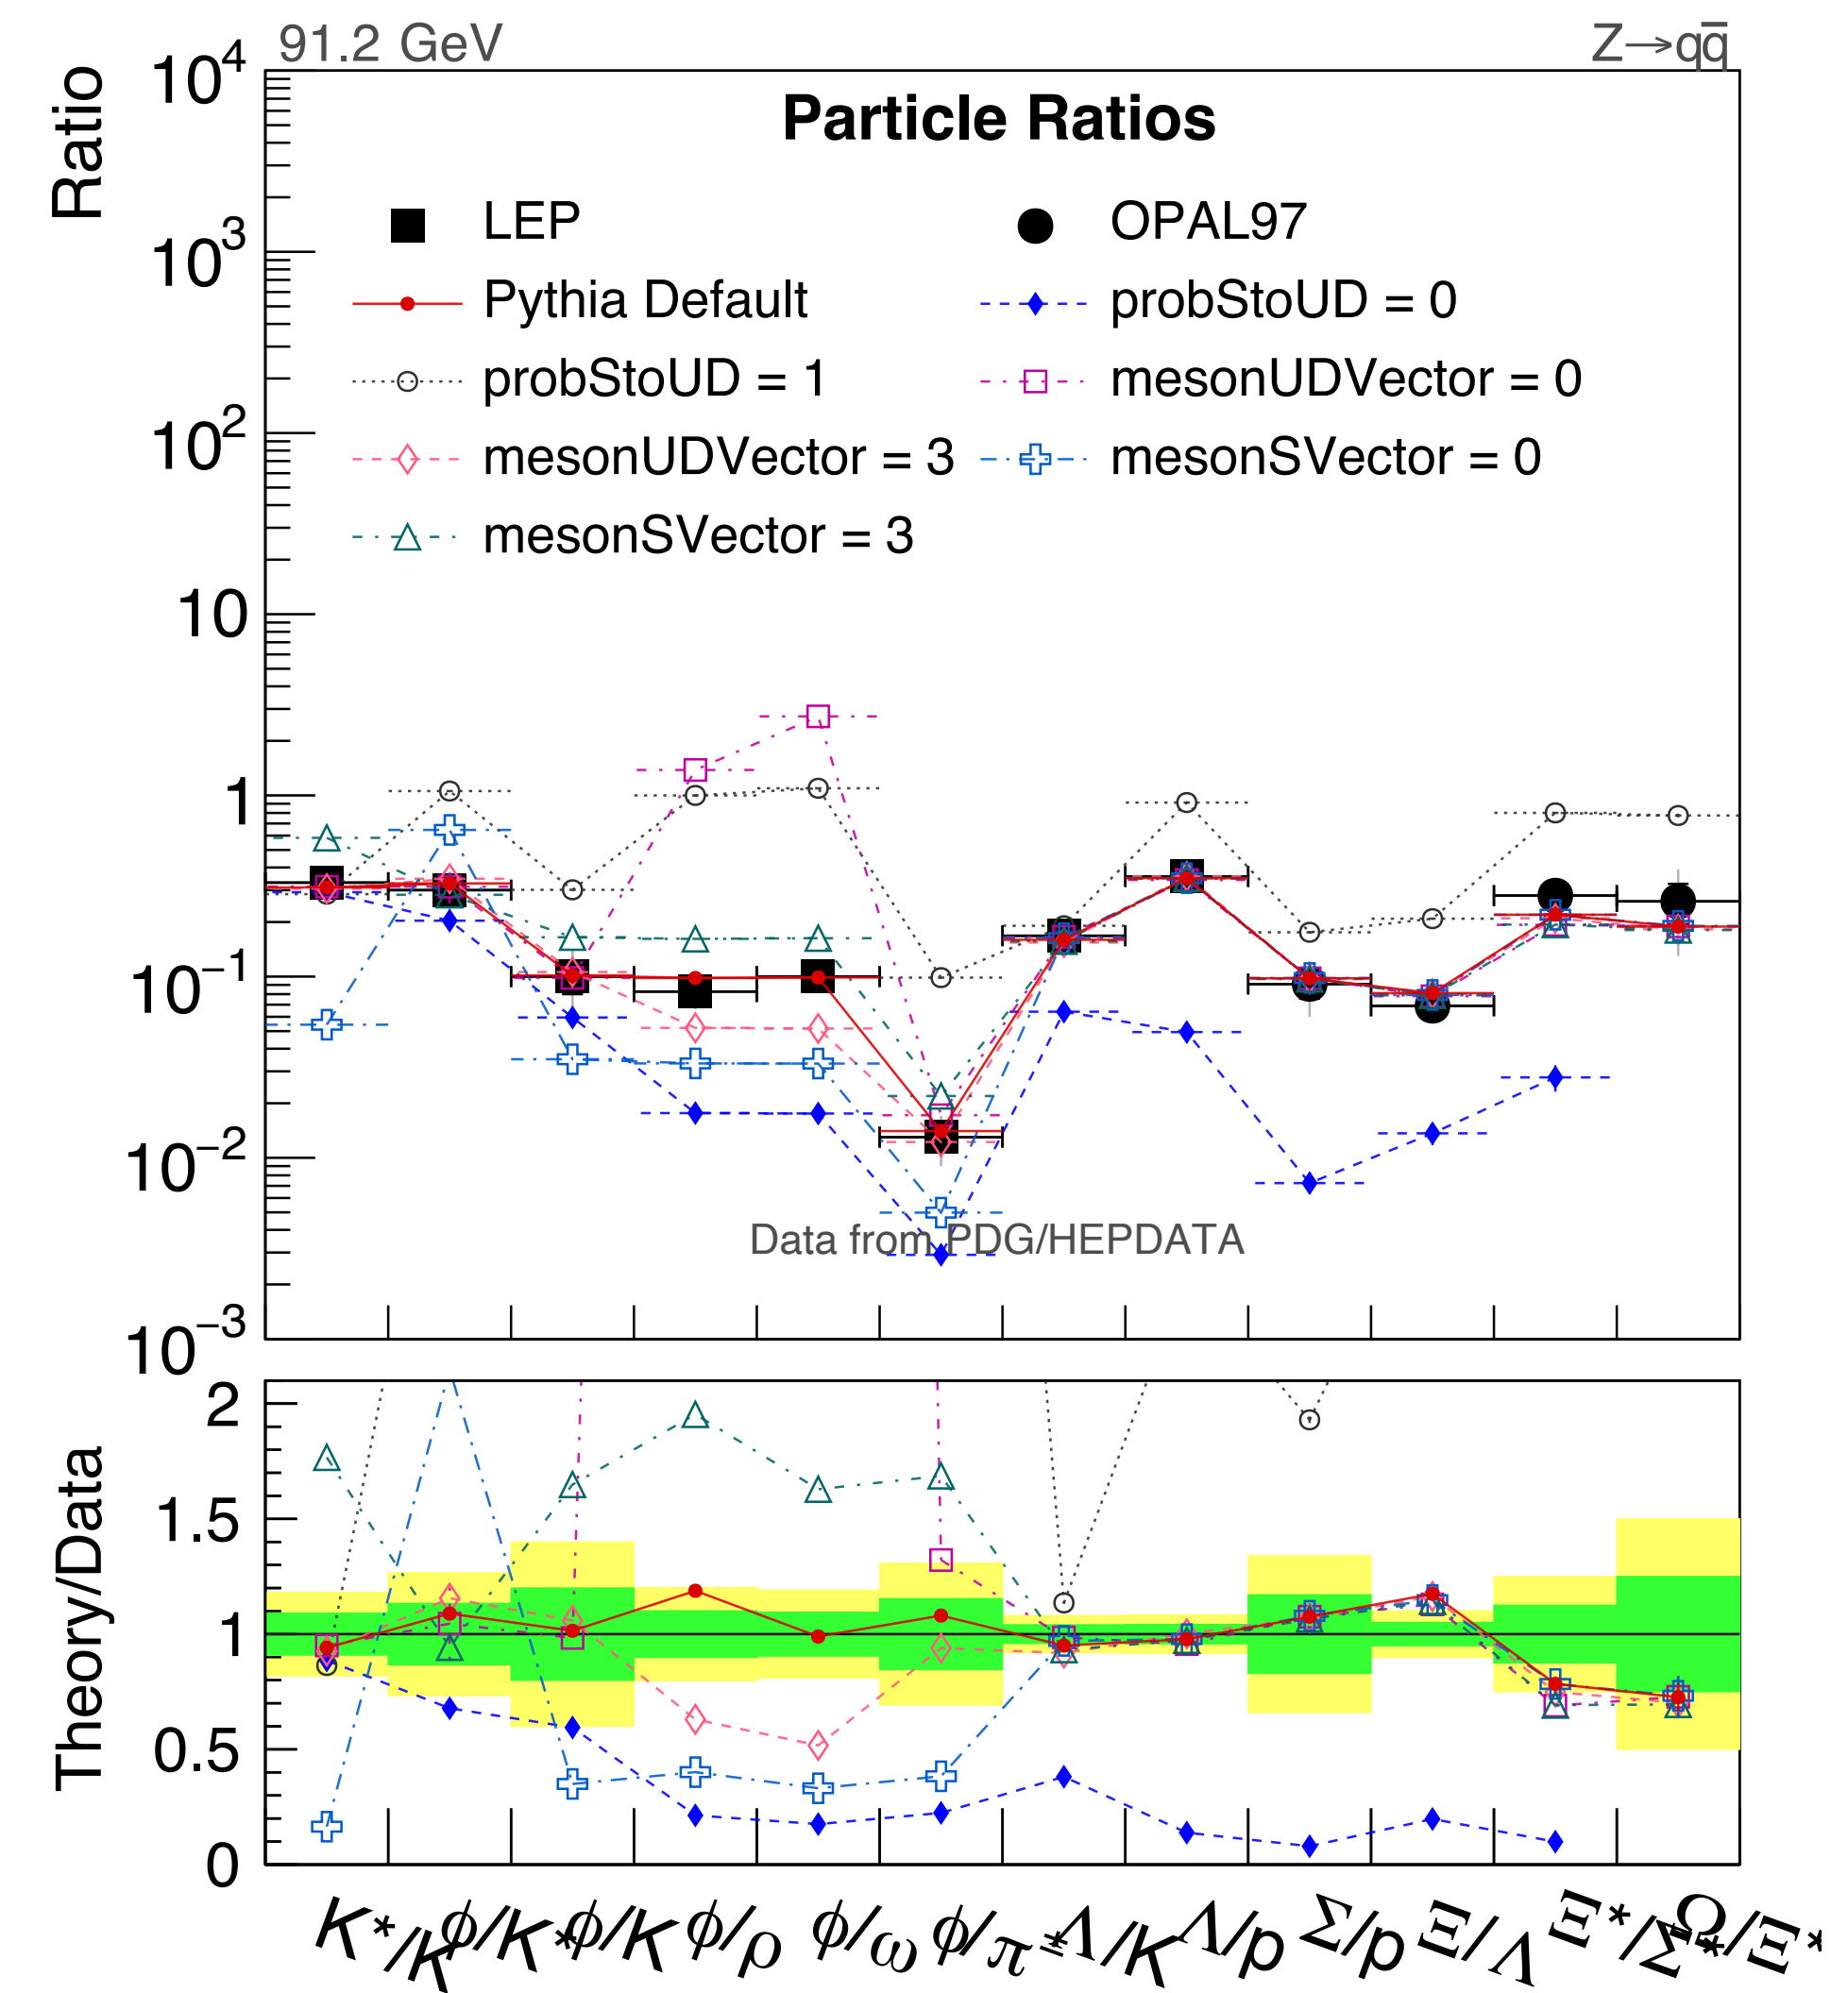 91.2 GeV Z→qq̅
Ratio
Particle Ratios
LEP OPAL97
Pythia Default probStoUD = 0
probStoUD = 1 mesonUDVector = 0
mesonUDVector = 3 mesonSVector = 0
mesonSVector = 3
10⁴
10³
10²
10
1
10⁻¹
10⁻²
10⁻³
Data from PDG/HEPDATA
Theory/Data
2
1.5
1
0.5
0
K*/K ϕ/K* ϕ/K ϕ/ρ ϕ/ω ϕ/π± Λ/K Λ/p Σ/p Ξ/Λ Ξ*/Σ* Ω/Ξ*